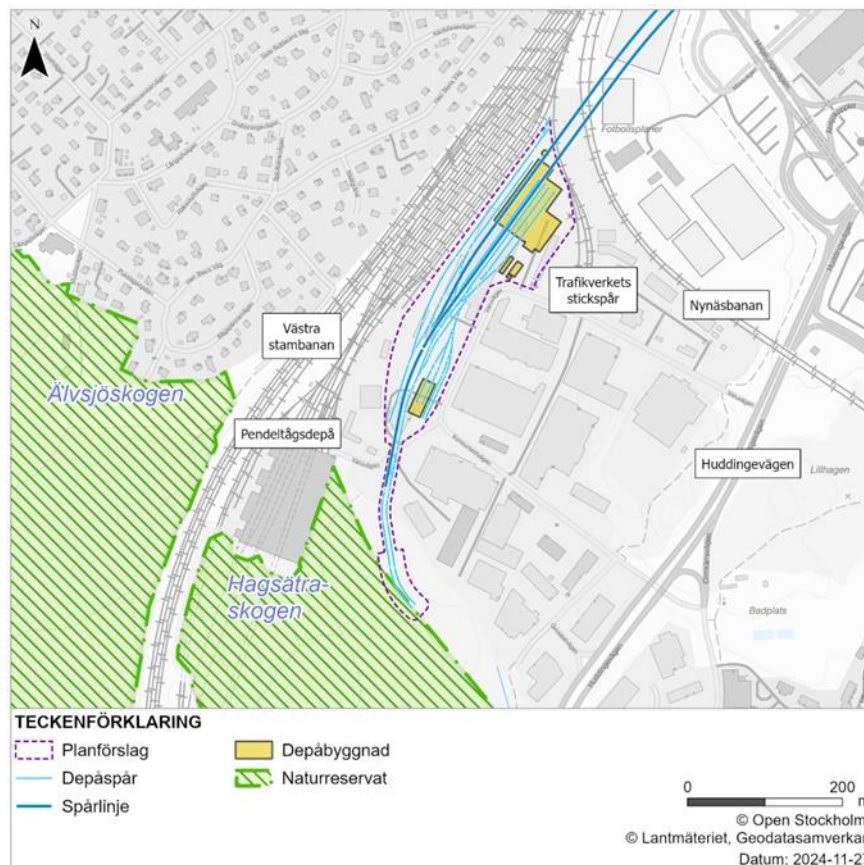 N
Fotbollsplaner
Trafikverkets
stickspår
Nynäsbanan
Västra
stambanan
Älvsjöskogen
Pendeltågsdepå
Huddingevägen
Lillhagen
Hagsätra-
skogen
Badplats
TECKENFÖRKLARING
Planförslag
Depåbyggnad
Depåspår
Naturreservat
Spårlinje
0 200 m
© Open Stockholm
© Lantmäteriet, Geodatasamverkan
Datum: 2024-11-2